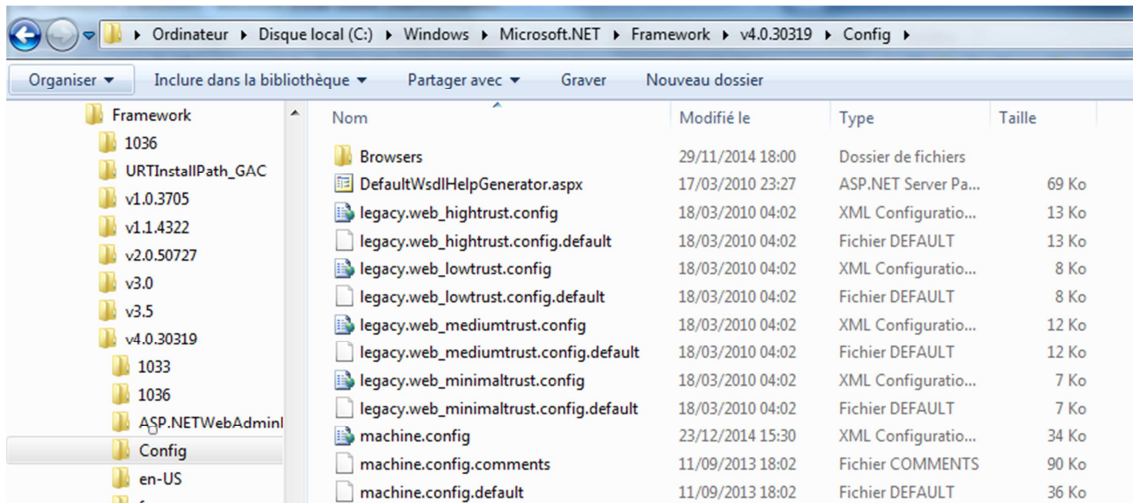 Ordinateur Disque local (C:) Windows Microsoft.NET Framework v4.0.30319 Config
Organiser Inclure dans la bibliothèque Partager avec Graver Nouveau dossier
Framework
1036
URTInstallPath_GAC
v1.0.3705
v1.1.4322
v2.0.50727
v3.0
v3.5
v4.0.30319
1033
1036
ASP.NETWebAdminI
Config
en-US
Nom Modifié le Type Taille
Browsers 29/11/2014 18:00 Dossier de fichiers
DefaultWsdlHelpGenerator.aspx 17/03/2010 23:27 ASP.NET Server Pa... 69 Ko
legacy.web_hightrust.config 18/03/2010 04:02 XML Configuratio... 13 Ko
legacy.web_hightrust.config.default 18/03/2010 04:02 Fichier DEFAULT 13 Ko
legacy.web_lowtrust.config 18/03/2010 04:02 XML Configuratio... 8 Ko
legacy.web_lowtrust.config.default 18/03/2010 04:02 Fichier DEFAULT 8 Ko
legacy.web_mediumtrust.config 18/03/2010 04:02 XML Configuratio... 12 Ko
legacy.web_mediumtrust.config.default 18/03/2010 04:02 Fichier DEFAULT 12 Ko
legacy.web_minimaltrust.config 18/03/2010 04:02 XML Configuratio... 7 Ko
legacy.web_minimaltrust.config.default 18/03/2010 04:02 Fichier DEFAULT 7 Ko
machine.config 23/12/2014 15:30 XML Configuratio... 34 Ko
machine.config.comments 11/09/2013 18:02 Fichier COMMENTS 90 Ko
machine.config.default 11/09/2013 18:02 Fichier DEFAULT 36 Ko